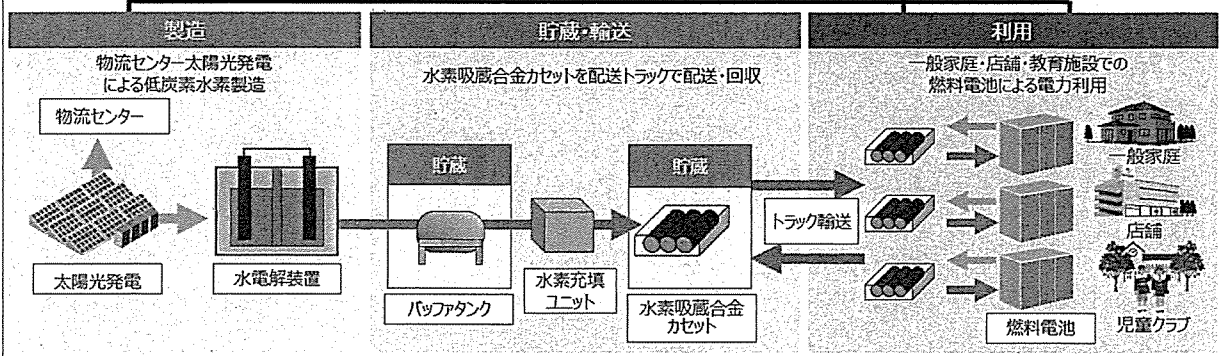 製造
物流センター太陽光発電
による低炭素水素製造
物流センター
太陽光発電
水電解装置
貯蔵・輸送
水素吸蔵合金カセットを配送トラックで配送・回収
貯蔵
バッファタンク
水素充填
ユニット
貯蔵
水素吸蔵合金
カセット
トラック輸送
利用
一般家庭・店舗・教育施設での
燃料電池による電力利用
一般家庭
店舗
児童クラブ
燃料電池